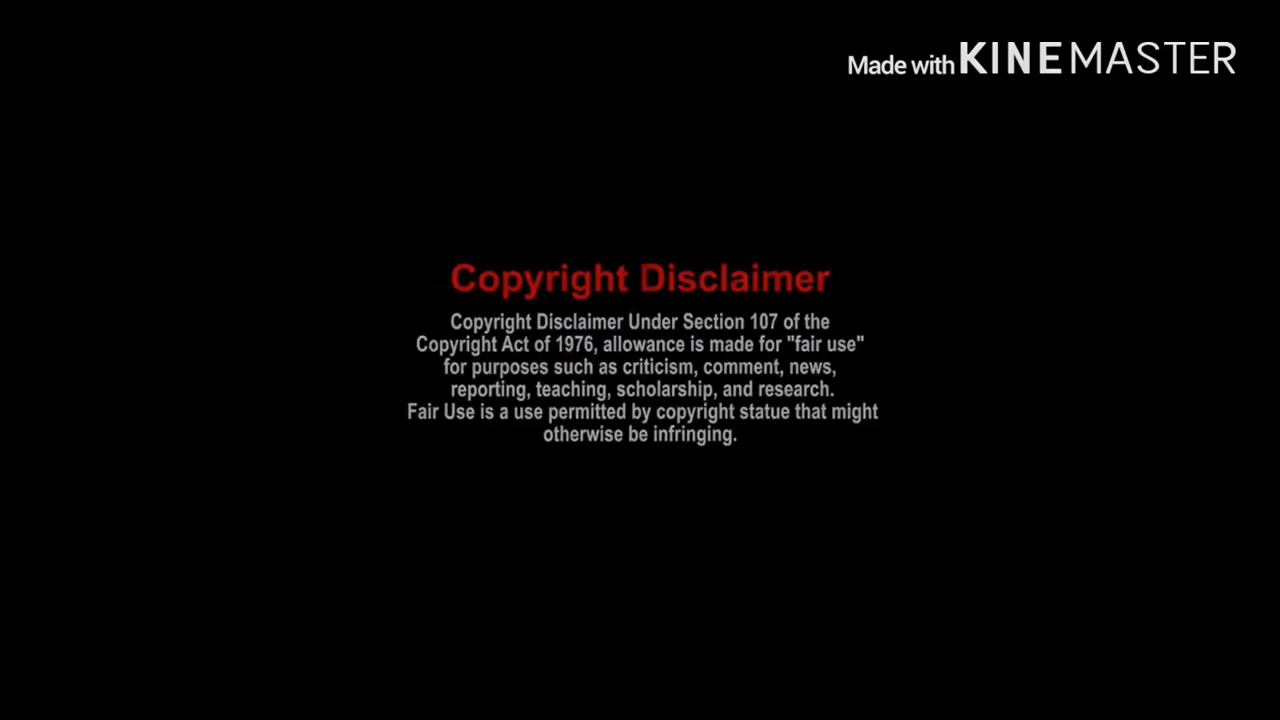 Made with KINEMASTER
Copyright Disclaimer
Copyright Disclaimer Under Section 107 of the
Copyright Act of 1976, allowance is made for "fair use"
for purposes such as criticism, comment, news,
reporting, teaching, scholarship, and research.
Fair Use is a use permitted by copyright statue that might
otherwise be infringing.